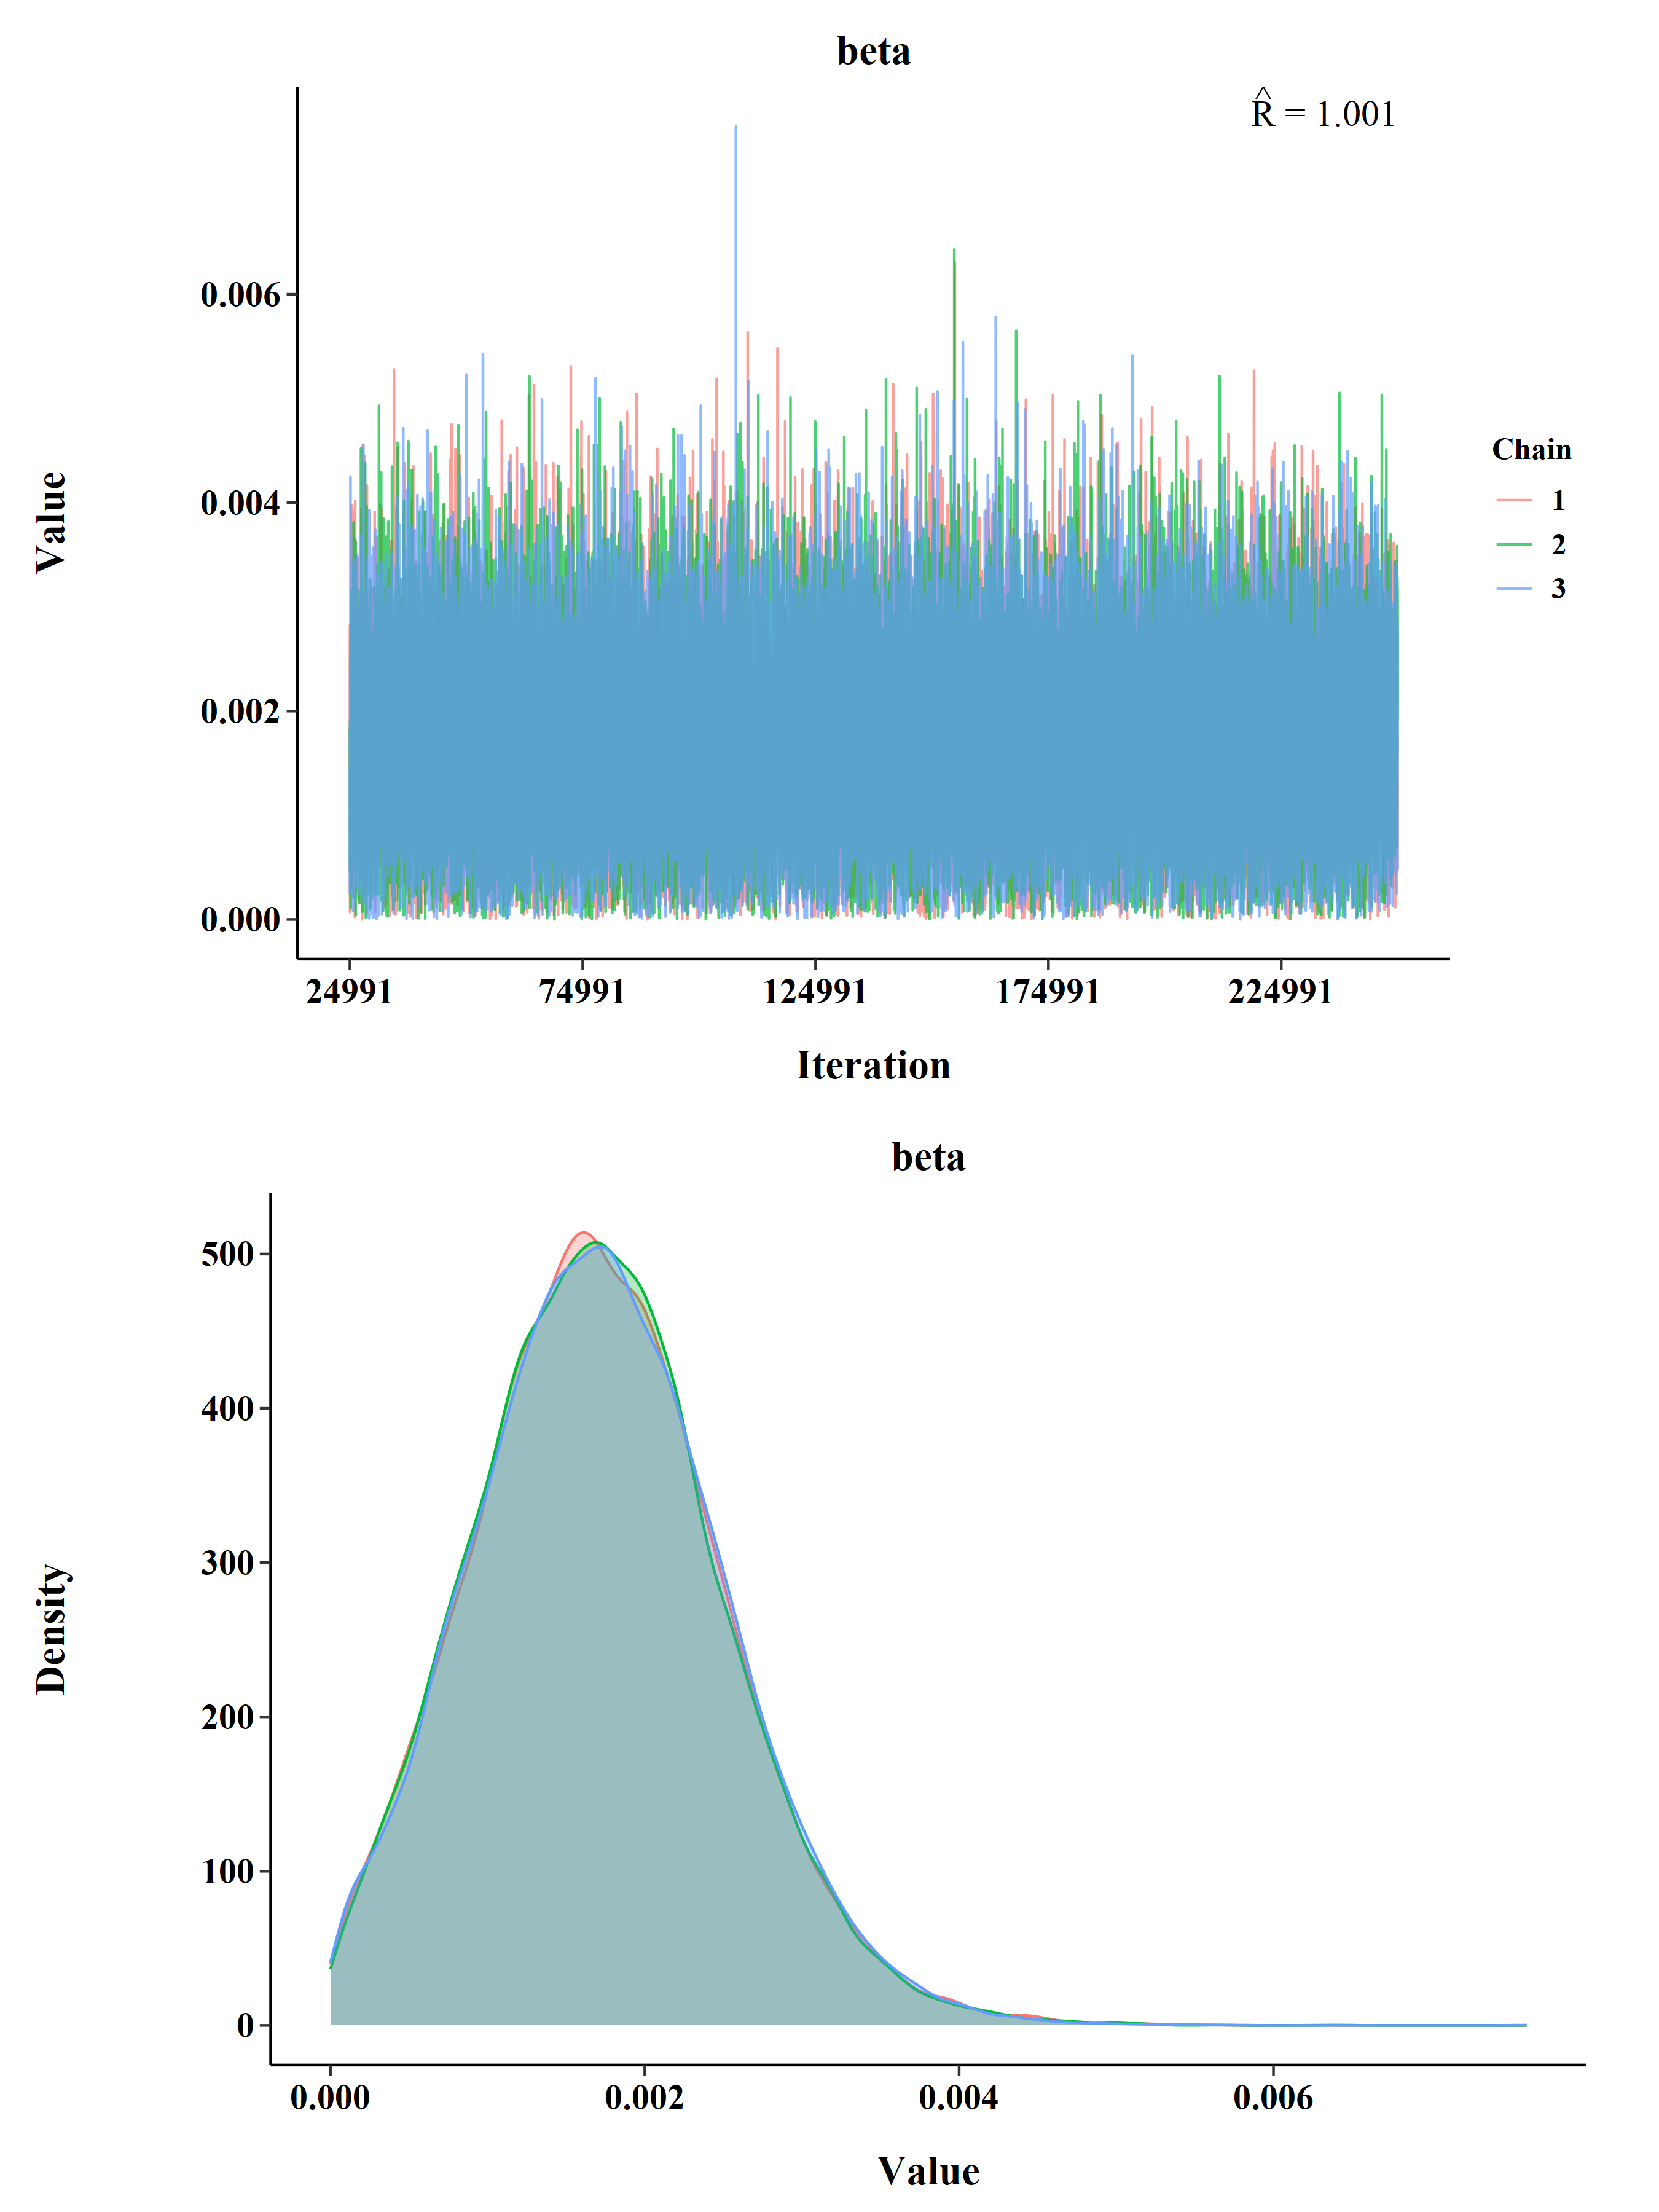 beta
R̂ = 1.001
Value
0.006
0.004
0.002
0.000
24991 74991 124991 174991 224991
Iteration
Chain
1
2
3
beta
Density
500
400
300
200
100
0
0.000 0.002 0.004 0.006
Value